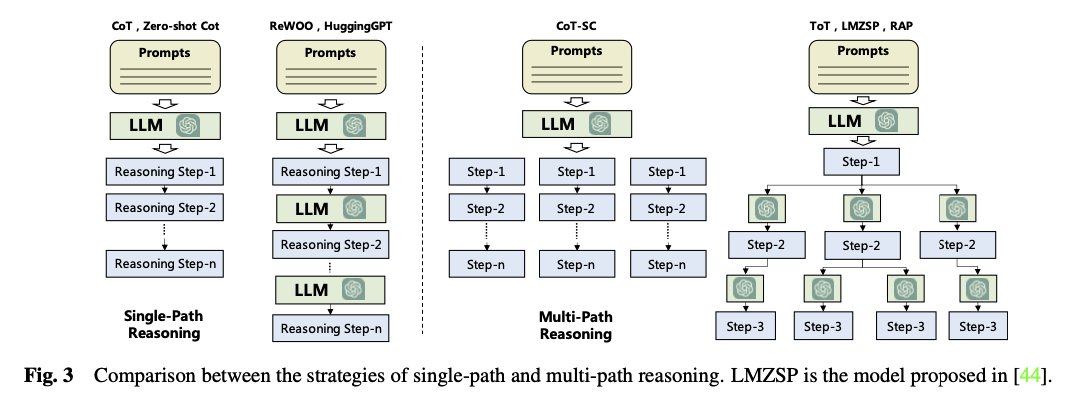 CoT , Zero-shot Cot
Prompts
LLM
Reasoning Step-1
Reasoning Step-2
Reasoning Step-n
Single-Path
Reasoning
ReWOO , HuggingGPT
Prompts
LLM
Reasoning Step-1
LLM
Reasoning Step-2
LLM
Reasoning Step-n
CoT-SC
Prompts
LLM
Step-1 Step-1 Step-1
Step-2 Step-2 Step-2
Step-n Step-n Step-n
Multi-Path
Reasoning
ToT , LMZSP , RAP
Prompts
LLM
Step-1
Step-2 Step-2 Step-2
Step-3 Step-3 Step-3 Step-3
Fig. 3 Comparison between the strategies of single-path and multi-path reasoning. LMZSP is the model proposed in [44].